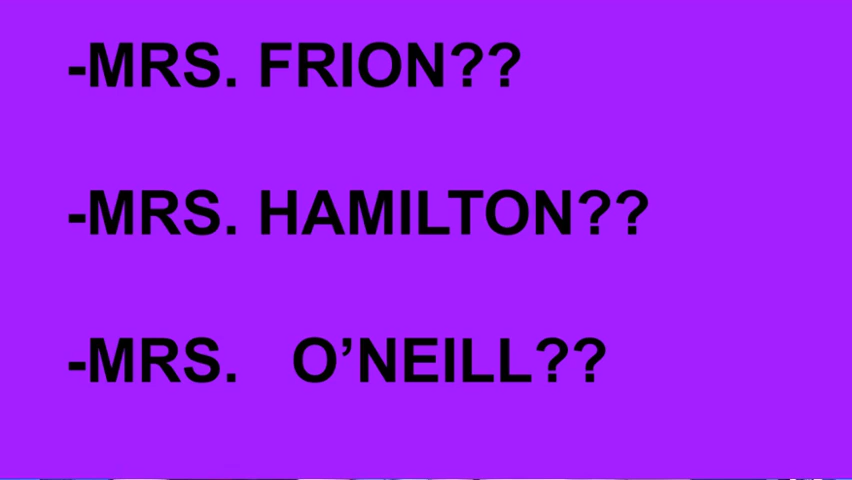 -MRS. FRION??
-MRS. HAMILTON??
-MRS. O’NEILL??